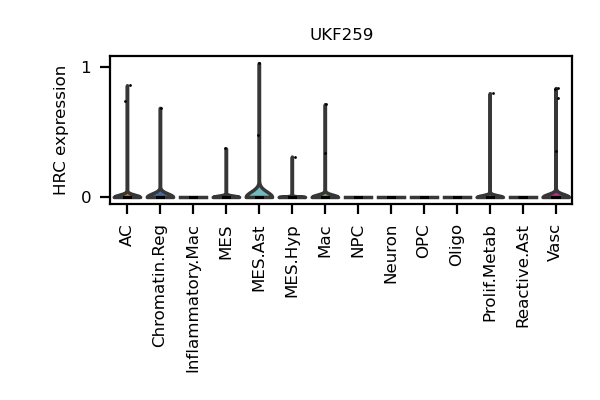 UKF259
HRC expression
1
0
AC
Chromatin.Reg
Inflammatory.Mac
MES
MES.Ast
MES.Hyp
Mac
NPC
Neuron
OPC
Oligo
Prolif.Metab
Reactive.Ast
Vasc